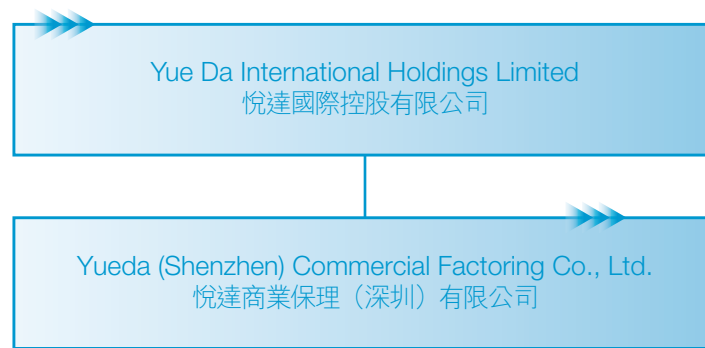 Yue Da International Holdings Limited
悅達國際控股有限公司
Yueda (Shenzhen) Commercial Factoring Co., Ltd.
悅達商業保理（深圳）有限公司